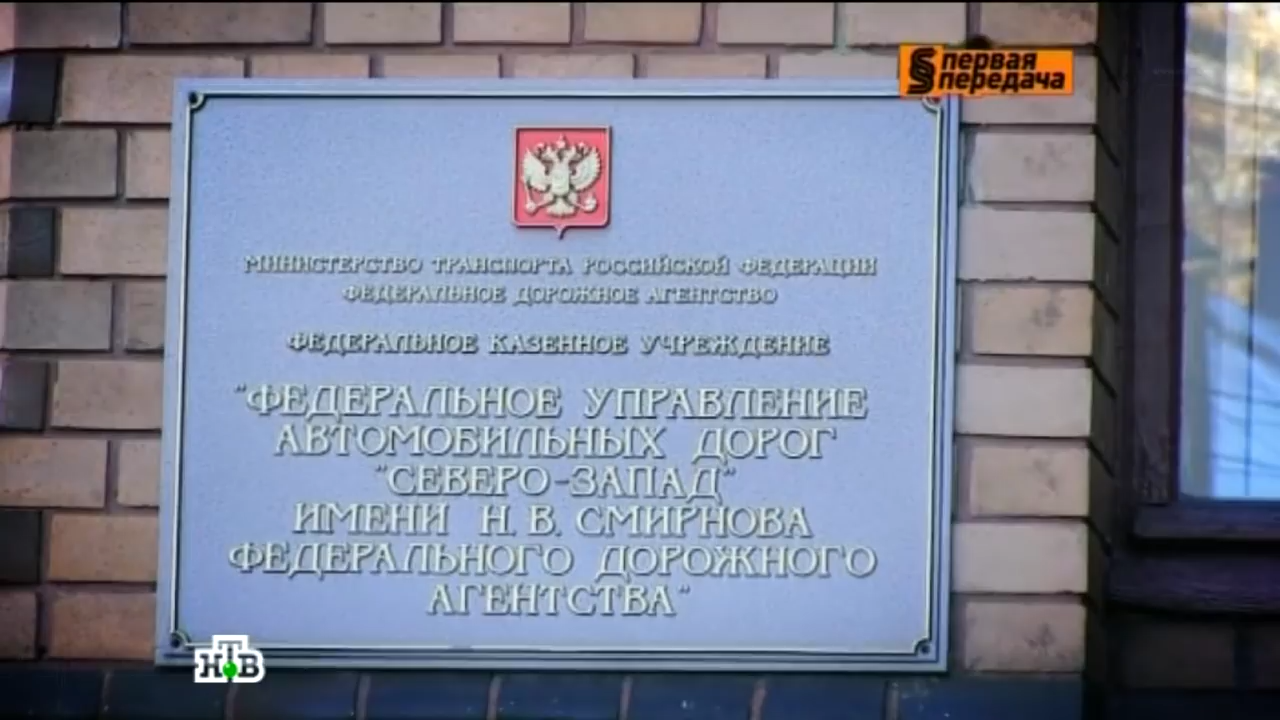 первая
передача
МИНИСТЕРСТВО ТРАНСПОРТА РОССИЙСКОЙ ФЕДЕРАЦИИ
ФЕДЕРАЛЬНОЕ ДОРОЖНОЕ АГЕНТСТВО
ФЕДЕРАЛЬНОЕ КАЗЕННОЕ УЧРЕЖДЕНИЕ
"ФЕДЕРАЛЬНОЕ УПРАВЛЕНИЕ
АВТОМОБИЛЬНЫХ ДОРОГ
"СЕВЕРО-ЗАПАД"
ИМЕНИ Н. В. СМИРНОВА
ФЕДЕРАЛЬНОГО ДОРОЖНОГО
АГЕНТСТВА"
НТВ